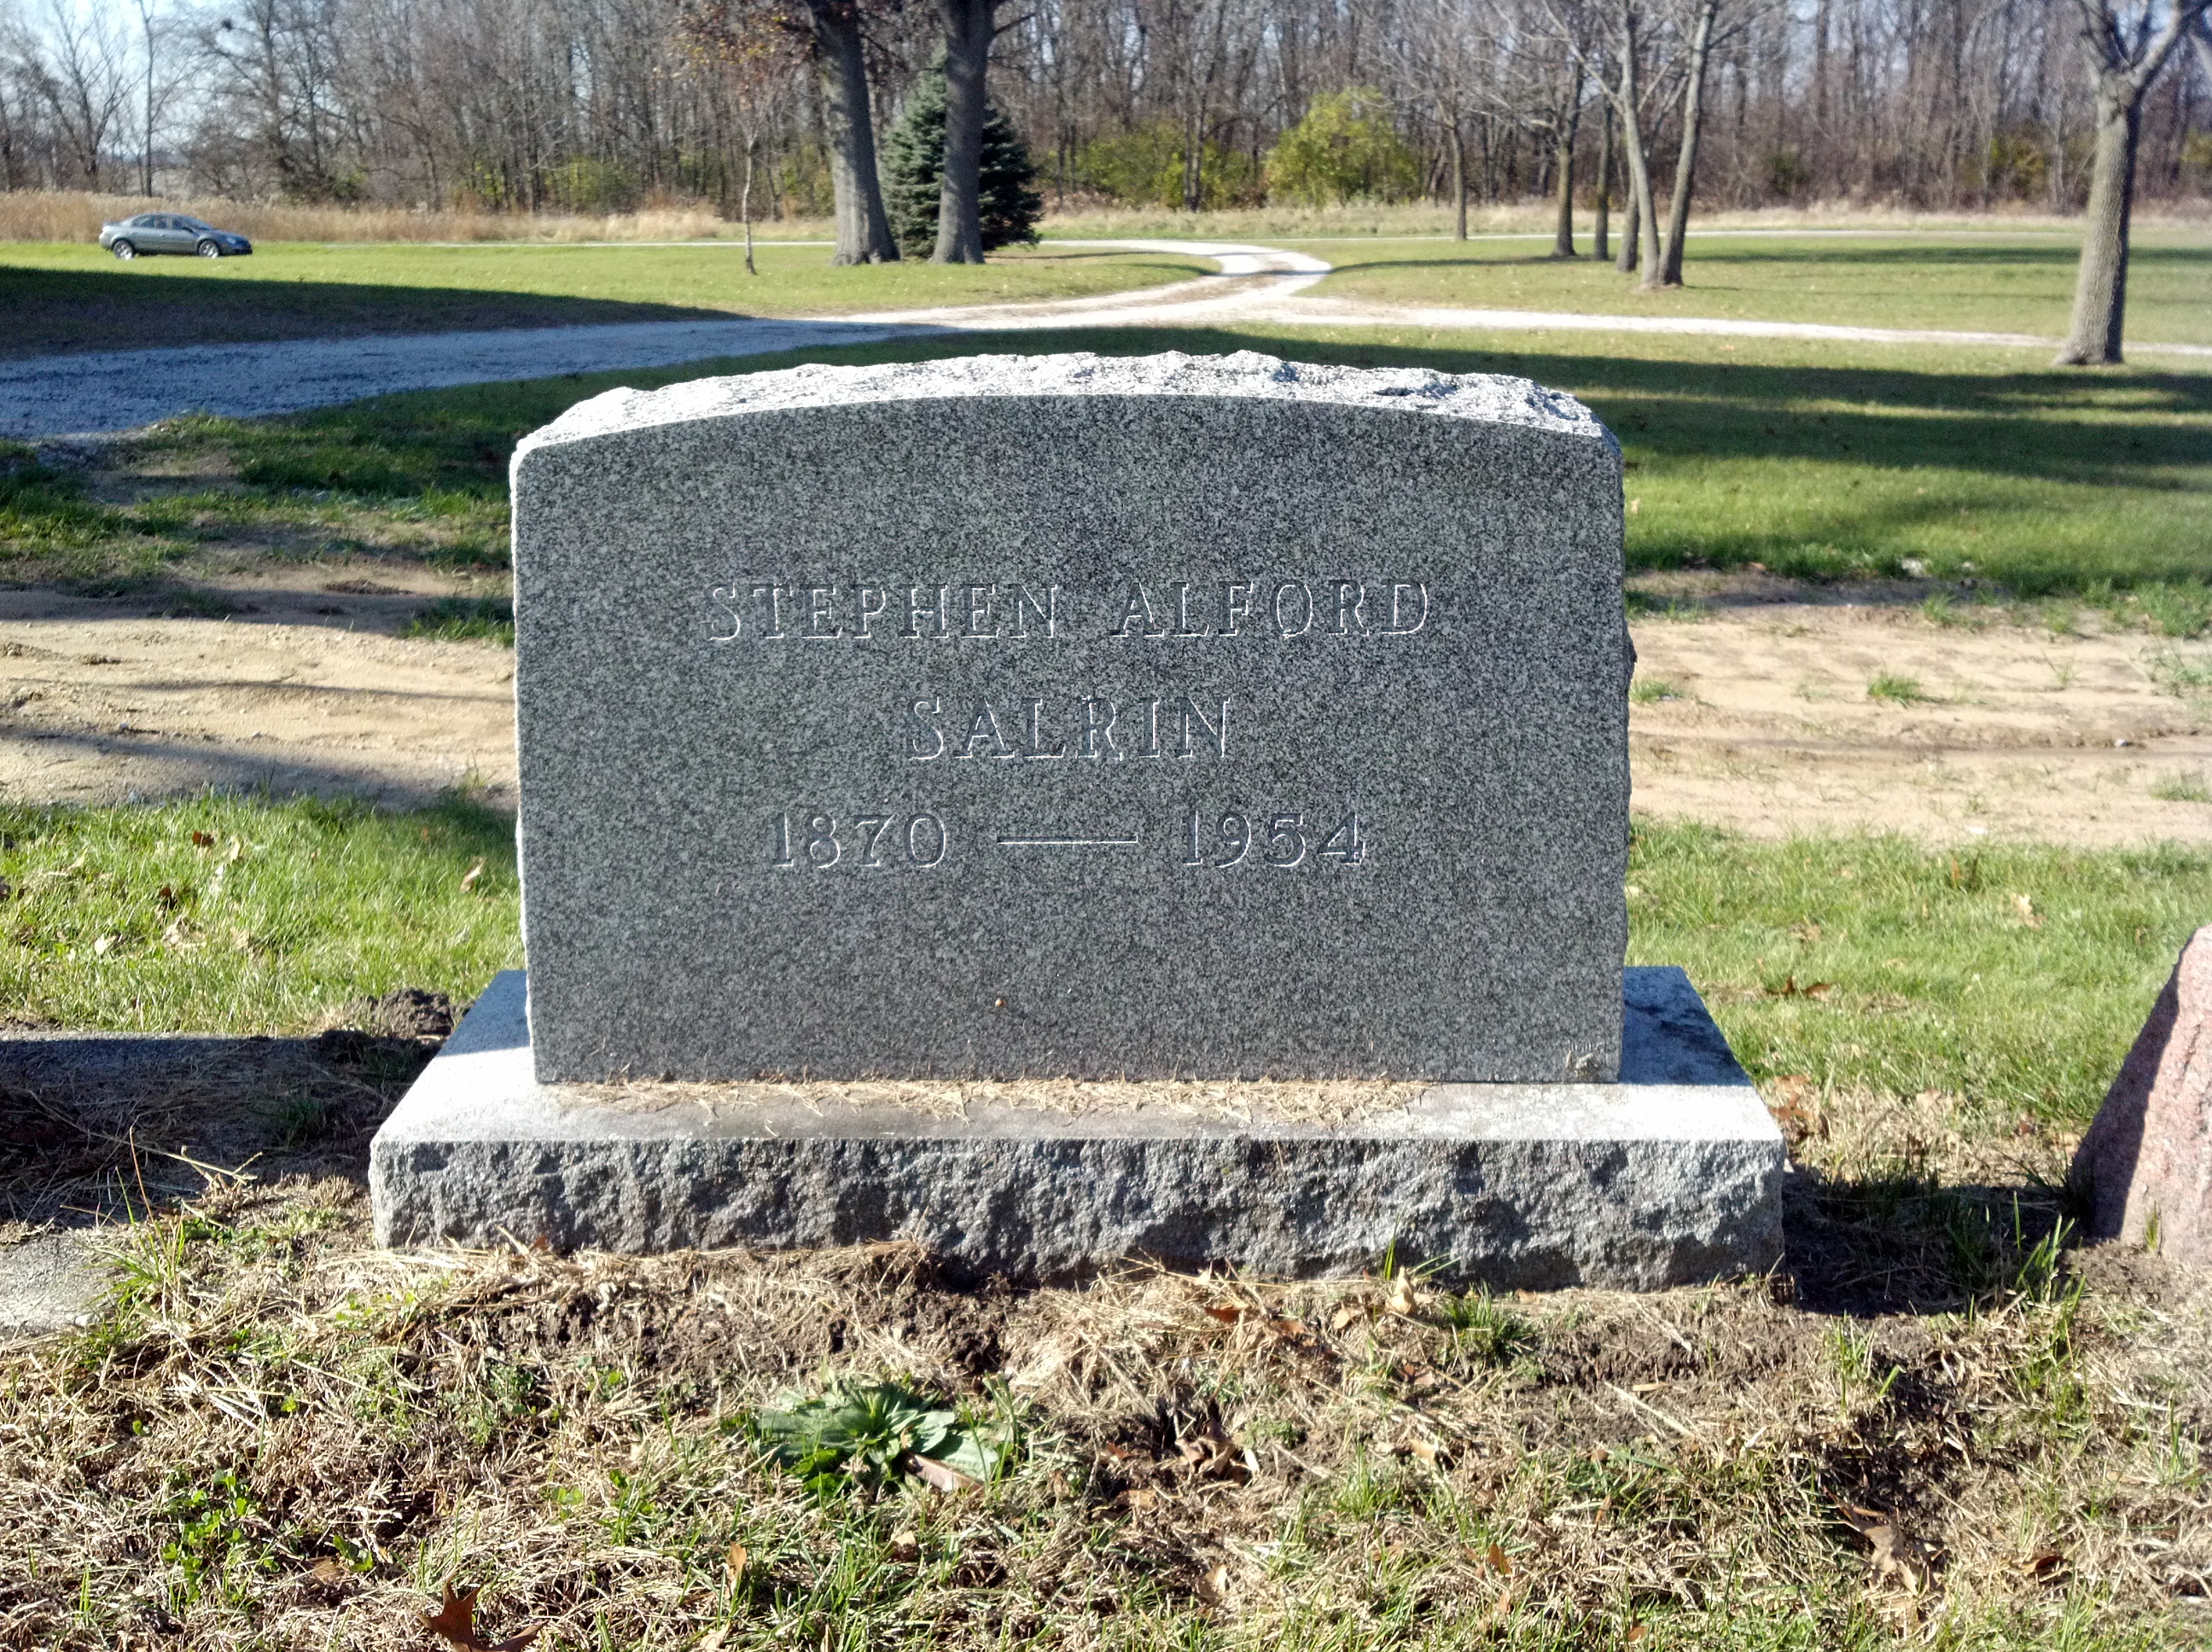 STEPHEN ALFORD
SALRIN
1870 — 1954